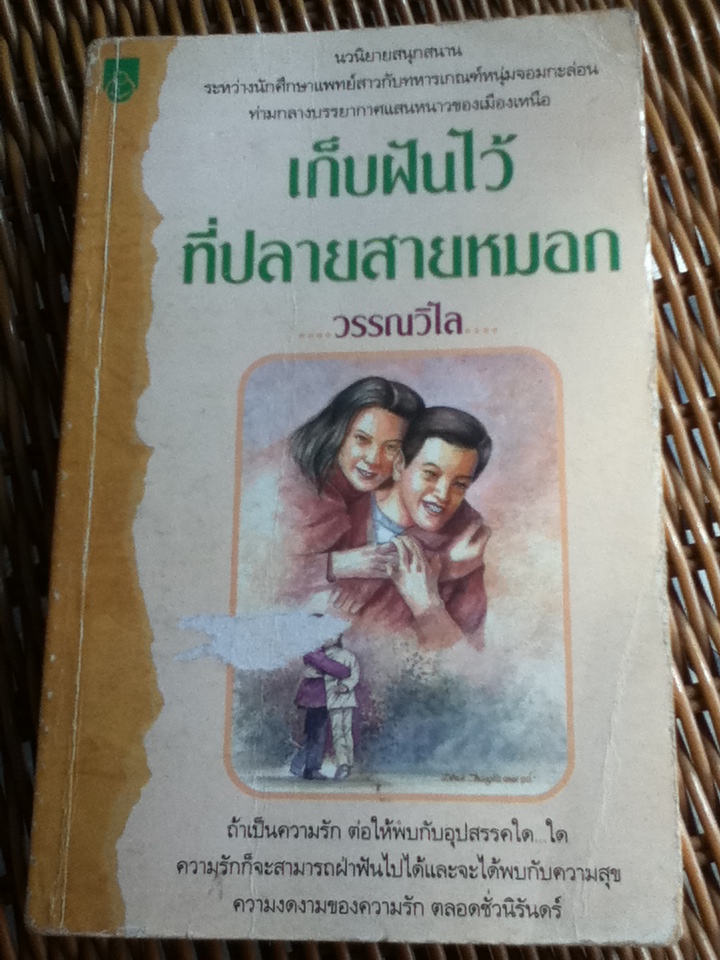 นวนิยายสนุกสนาน
ระหว่างนักศึกษาแพทย์สาวกับทหารเกณฑ์หนุ่มจอมกะล่อน
ท่ามกลางบรรยากาศแสนหนาวของเมืองเหนือ
เก็บฝันไว้
ที่ปลายสายหมอก
....วรรณวิไล....
ถ้าเป็นความรัก ต่อให้พบกับอุปสรรคใด...ใด
ความรักก็จะสามารถฝ่าฟันไปได้และจะได้พบกับความสุข
ความงดงามของความรัก ตลอดชั่วนิรันดร์